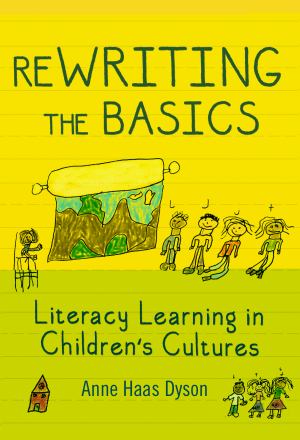 reWRITING
THE BASICS
Literacy Learning in
Children's Cultures
Anne Haas Dyson